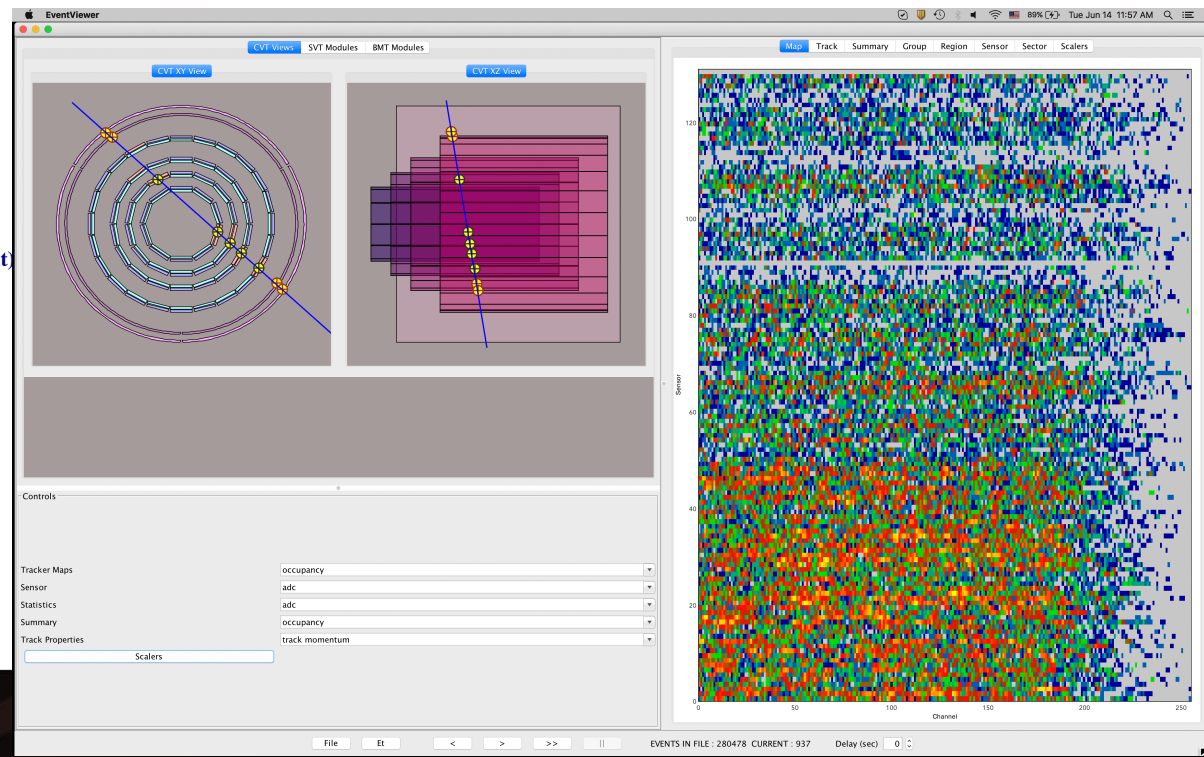 EventViewer
89% Tue Jun 14 11:57 AM
CVT Views SVT Modules BMT Modules
CVT XY View
CVT XZ View
t)
Controls
Tracker Maps occupancy
Sensor adc
Statistics adc
Summary occupancy
Track Properties track momentum
Scalers
Map Track Summary Group Region Sensor Sector Scalers
120
100
80
60
40
20
0
Sensor
0 50 100 150 200 250
Channel
File Et < > >> || EVENTS IN FILE : 280478 CURRENT : 937 Delay (sec) 0